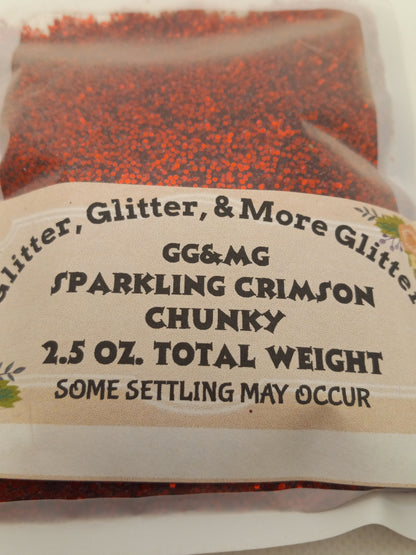 Glitter, Glitter, & More Glitter
GG&MG
SPARKLING CRIMSON
CHUNKY
2.5 OZ. TOTAL WEIGHT
SOME SETTLING MAY OCCUR